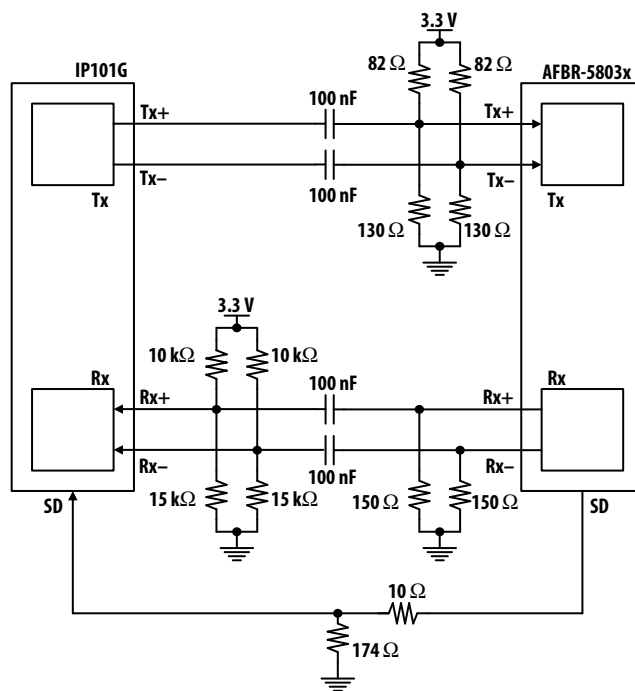 3.3 V
IP101G
82 Ω
82 Ω
AFBR-5803x
100 nF
Tx+
Tx+
Tx–
Tx–
100 nF
Tx
Tx
130 Ω
130 Ω
3.3 V
10 kΩ
10 kΩ
Rx
100 nF
Rx
Rx+
Rx+
Rx–
Rx–
100 nF
SD
15 kΩ
15 kΩ
150 Ω
150 Ω
SD
10 Ω
174 Ω